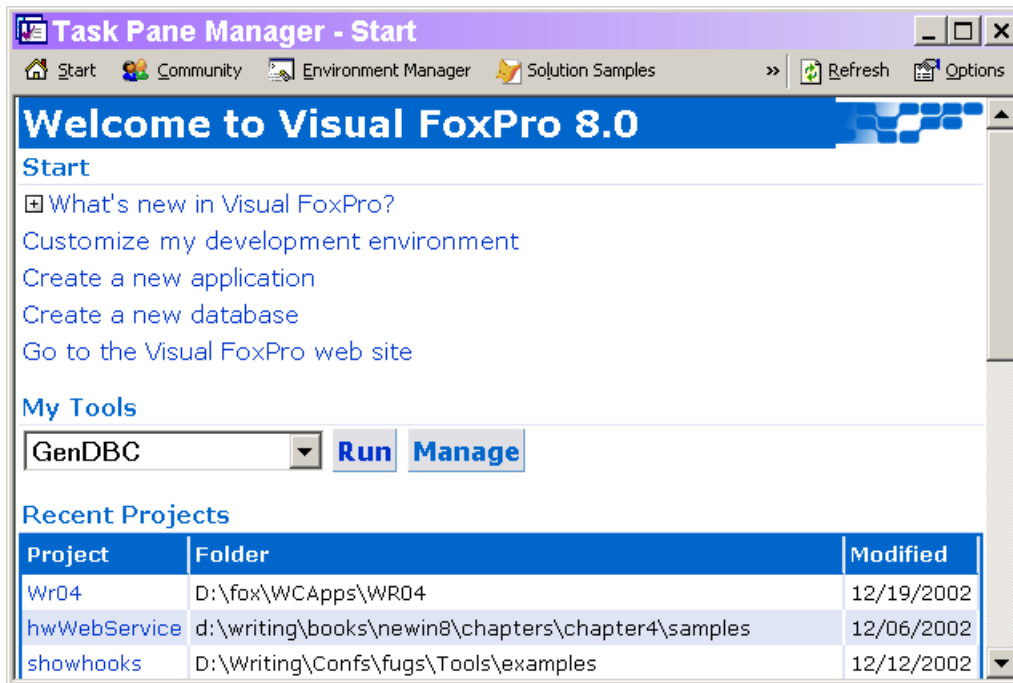 Task Pane Manager - Start
Start Community Environment Manager Solution Samples » Refresh Options
Welcome to Visual FoxPro 8.0
Start
What's new in Visual FoxPro?
Customize my development environment
Create a new application
Create a new database
Go to the Visual FoxPro web site
My Tools
GenDBC Run Manage
Recent Projects
Project Folder Modified
Wr04 D:\fox\WCApps\WR04 12/19/2002
hwWebService d:\writing\books\newin8\chapters\chapter4\samples 12/06/2002
showhooks D:\Writing\Confs\fugs\Tools\examples 12/12/2002